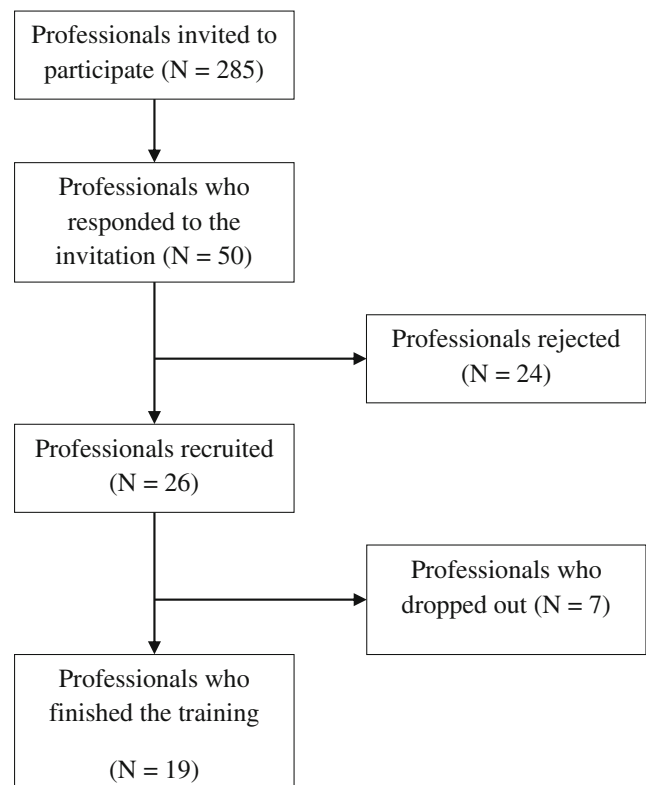 Professionals invited to
participate (N = 285)
Professionals who
responded to the
invitation (N = 50)
Professionals rejected
(N = 24)
Professionals recruited
(N = 26)
Professionals who
dropped out (N = 7)
Professionals who
finished the training
(N = 19)